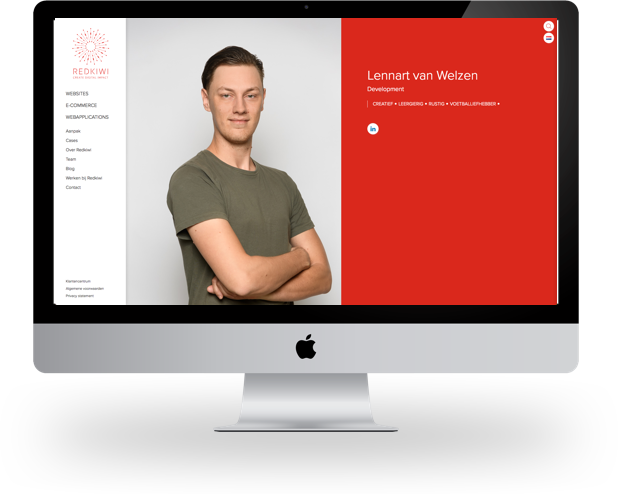 REDKIWI
WEBSITES
E-COMMERCE
WEBAPPLICATIONS
Aanpak
Cases
Over Redkiwi
Team
Blog
Werken bij Redkiwi
Contact
Klantencentrum
Algemene voorwaarden
Privacy statement
Lennart van Welzen
Development
CREATIEF • LEERGIERIG • RUSTIG • VOETBALLIEFHEBBER •
in